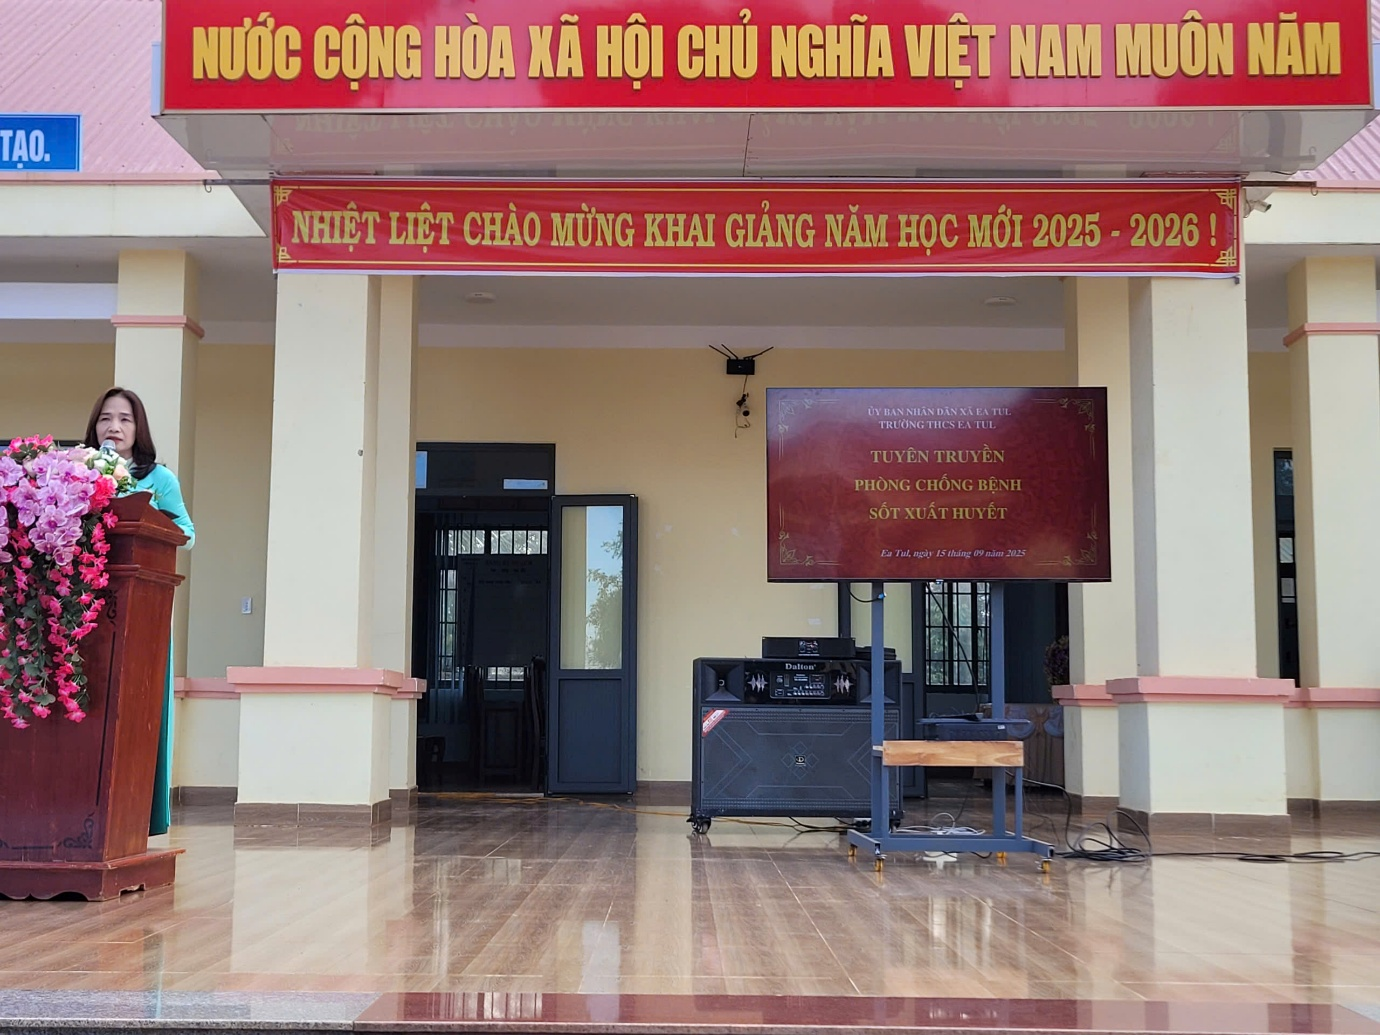 NƯỚC CỘNG HÒA XÃ HỘI CHỦ NGHĨA VIỆT NAM MUÔN NĂM
TẠO.
NHIỆT LIỆT CHÀO MỪNG KHAI GIẢNG NĂM HỌC MỚI 2025 - 2026 !
ỦY BAN NHÂN DÂN XÃ EA TUL
TRƯỜNG THCS EA TUL
TUYÊN TRUYỀN
PHÒNG CHỐNG BỆNH
SỐT XUẤT HUYẾT
Ea Tul, ngày 15 tháng 09 năm 2025
Dalton